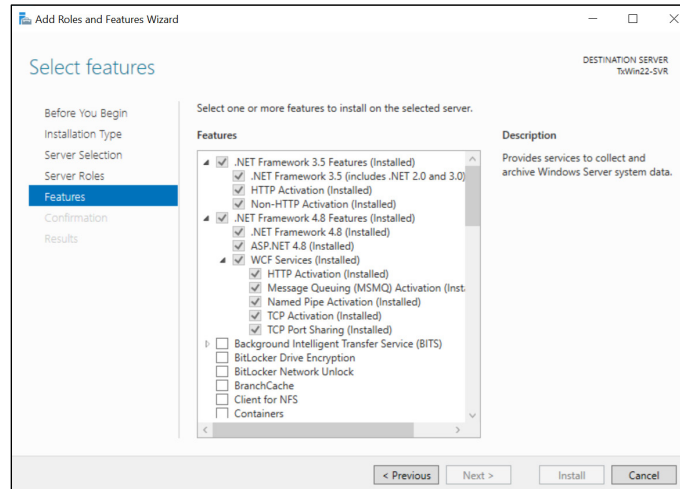 Add Roles and Features Wizard
Select features
DESTINATION SERVER
TxWin22-SVR
Before You Begin
Installation Type
Server Selection
Server Roles
Features
Confirmation
Results
Select one or more features to install on the selected server.
Features
.NET Framework 3.5 Features (Installed)
.NET Framework 3.5 (includes .NET 2.0 and 3.0)
HTTP Activation (Installed)
Non-HTTP Activation (Installed)
.NET Framework 4.8 Features (Installed)
.NET Framework 4.8 (Installed)
ASP.NET 4.8 (Installed)
WCF Services (Installed)
HTTP Activation (Installed)
Message Queuing (MSMQ) Activation (Inst
Named Pipe Activation (Installed)
TCP Activation (Installed)
TCP Port Sharing (Installed)
Background Intelligent Transfer Service (BITS)
BitLocker Drive Encryption
BitLocker Network Unlock
BranchCache
Client for NFS
Containers
Description
Provides services to collect and
archive Windows Server system data.
< Previous
Next >
Install
Cancel